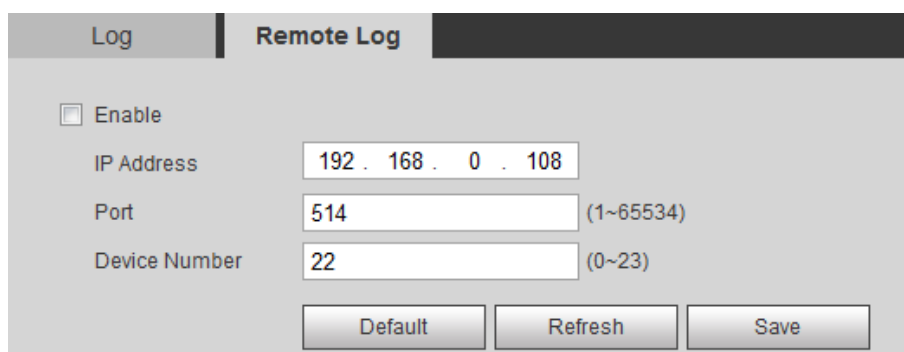 Log Remote Log
Enable
IP Address 192 . 168 . 0 . 108
Port 514 (1~65534)
Device Number 22 (0~23)
Default Refresh Save